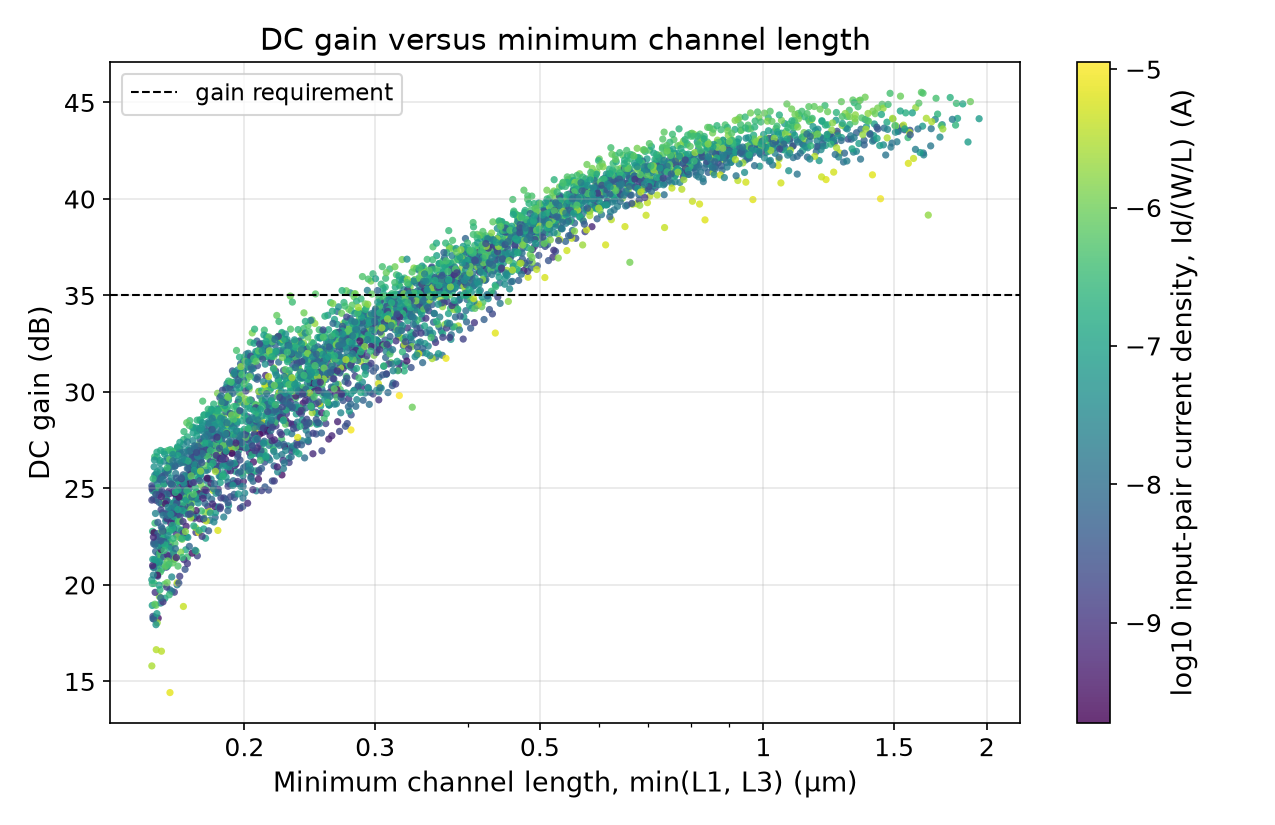 DC gain versus minimum channel length
gain requirement
DC gain (dB)
45
40
35
30
25
20
15
0.2 0.3 0.5 1 1.5 2
Minimum channel length, min(L1, L3) (μm)
−5
−6
−7
−8
−9
log10 input-pair current density, Id/(W/L) (A)